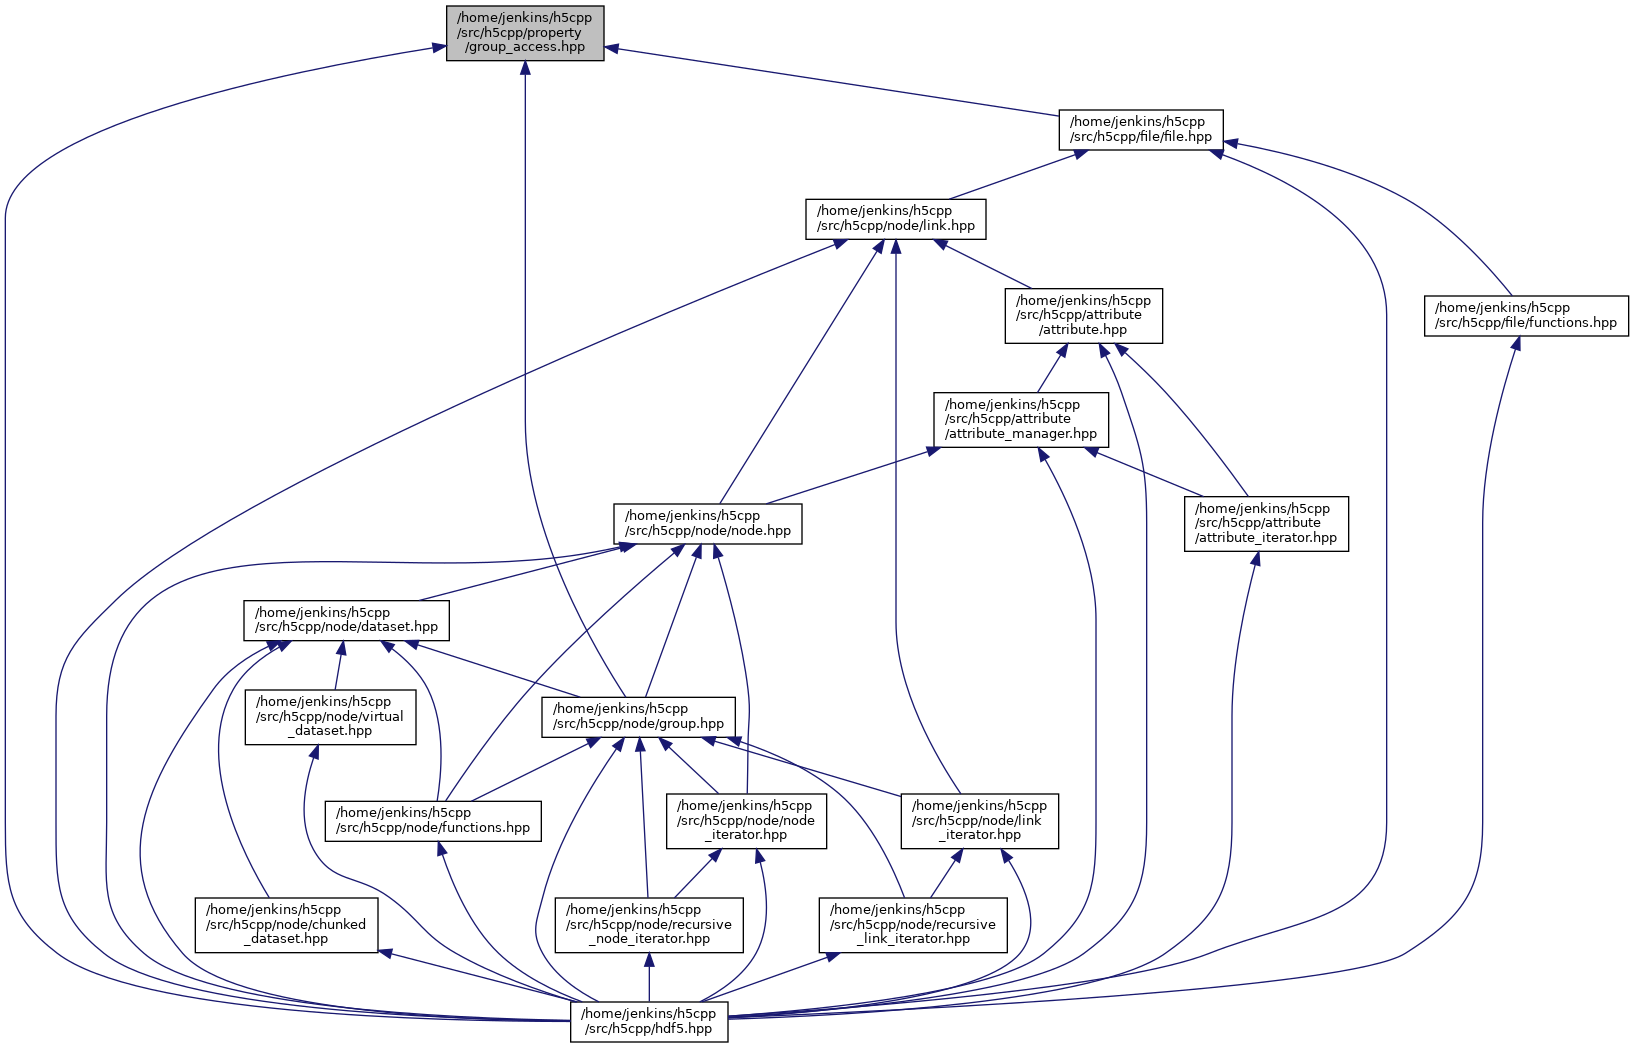 /home/jenkins/h5cpp
/src/h5cpp/property
/group_access.hpp
/home/jenkins/h5cpp
/src/h5cpp/file/file.hpp
/home/jenkins/h5cpp
/src/h5cpp/node/link.hpp
/home/jenkins/h5cpp
/src/h5cpp/attribute
/attribute.hpp
/home/jenkins/h5cpp
/src/h5cpp/file/functions.hpp
/home/jenkins/h5cpp
/src/h5cpp/attribute
/attribute_manager.hpp
/home/jenkins/h5cpp
/src/h5cpp/node/node.hpp
/home/jenkins/h5cpp
/src/h5cpp/attribute
/attribute_iterator.hpp
/home/jenkins/h5cpp
/src/h5cpp/node/dataset.hpp
/home/jenkins/h5cpp
/src/h5cpp/node/virtual
_dataset.hpp
/home/jenkins/h5cpp
/src/h5cpp/node/group.hpp
/home/jenkins/h5cpp
/src/h5cpp/node/functions.hpp
/home/jenkins/h5cpp
/src/h5cpp/node/node
_iterator.hpp
/home/jenkins/h5cpp
/src/h5cpp/node/link
_iterator.hpp
/home/jenkins/h5cpp
/src/h5cpp/node/chunked
_dataset.hpp
/home/jenkins/h5cpp
/src/h5cpp/node/recursive
_node_iterator.hpp
/home/jenkins/h5cpp
/src/h5cpp/node/recursive
_link_iterator.hpp
/home/jenkins/h5cpp
/src/h5cpp/hdf5.hpp